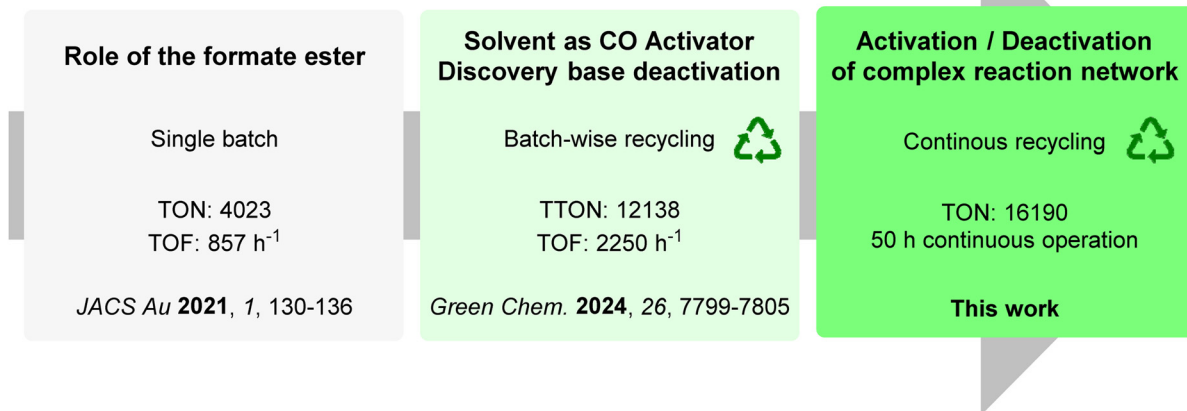 Role of the formate ester
Single batch
TON: 4023
TOF: 857 h⁻¹
JACS Au 2021, 1, 130-136
Solvent as CO Activator
Discovery base deactivation
Batch-wise recycling
TTON: 12138
TOF: 2250 h⁻¹
Green Chem. 2024, 26, 7799-7805
Activation / Deactivation
of complex reaction network
Continous recycling
TON: 16190
50 h continuous operation
This work